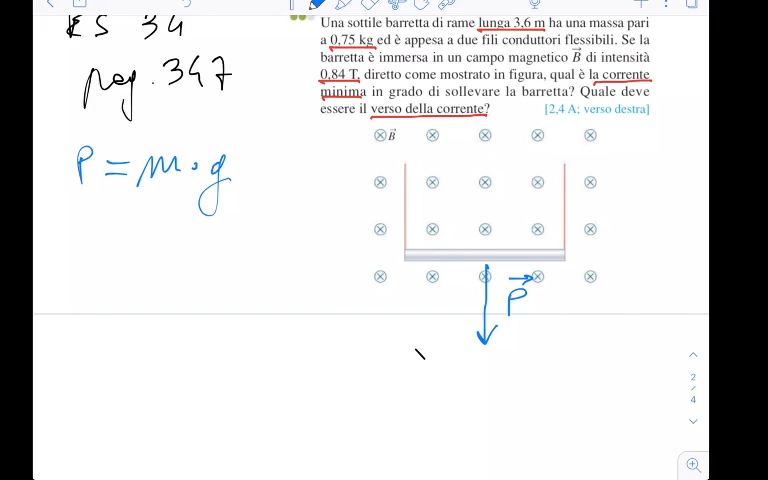 ES 34
pag. 347
P = m · g
Una sottile barretta di rame lunga 3,6 m ha una massa pari
a 0,75 kg ed è appesa a due fili conduttori flessibili. Se la
barretta è immersa in un campo magnetico B⃗ di intensità
0,84 T, diretto come mostrato in figura, qual è la corrente
minima in grado di sollevare la barretta? Quale deve
essere il verso della corrente? [2,4 A; verso destra]
B⃗
P⃗
2
/
4